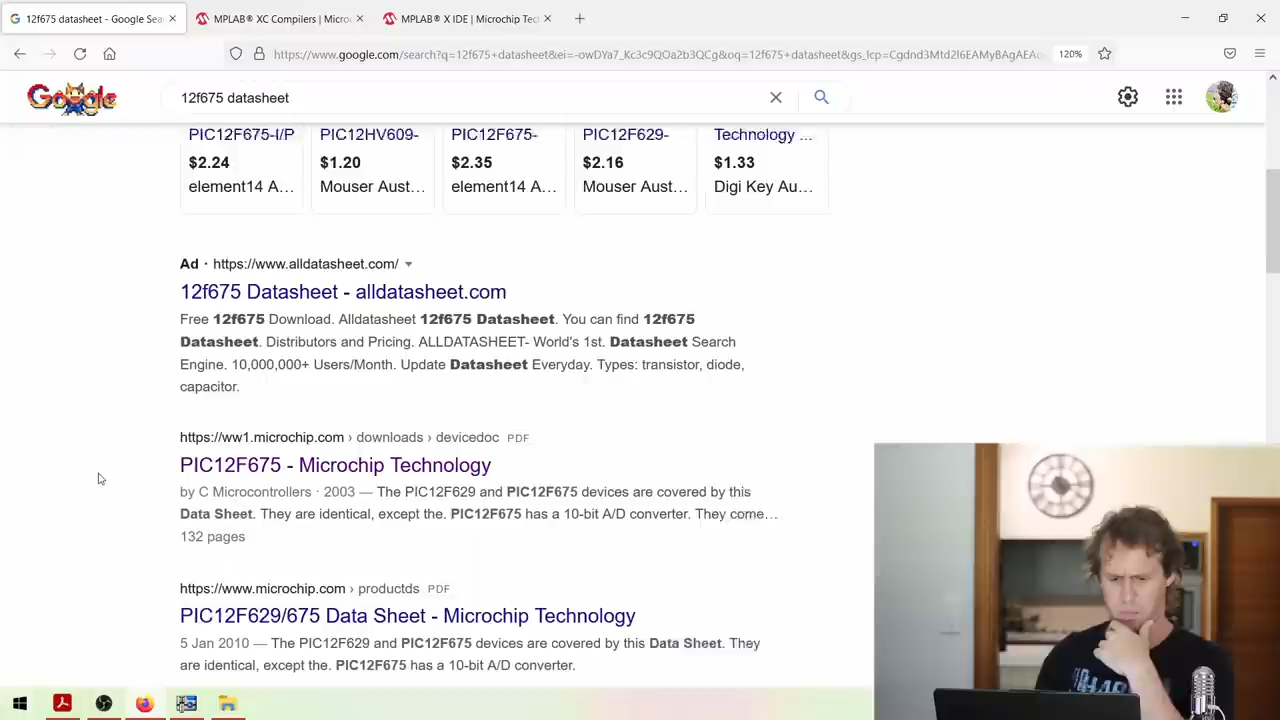 12f675 datasheet - Google Sea
MPLAB® XC Compilers | Micro
MPLAB® X IDE | Microchip Tec
https://www.google.com/search?q=12f675+datasheet&ei=-owDYa7_Kc3c9QOa2b3QCg&oq=12f675+datasheet&gs_lcp=Cgdnd3Mtd2l6EAMyBAgAEAo
120%
Google
12f675 datasheet
PIC12F675-I/P
PIC12HV609-
PIC12F675-
PIC12F629-
Technology ...
$2.24
$1.20
$2.35
$2.16
$1.33
element14 A...
Mouser Aust...
element14 A...
Mouser Aust...
Digi Key Au...
Ad · https://www.alldatasheet.com/
12f675 Datasheet - alldatasheet.com
Free 12f675 Download. Alldatasheet 12f675 Datasheet. You can find 12f675
Datasheet. Distributors and Pricing. ALLDATASHEET- World's 1st. Datasheet Search
Engine. 10,000,000+ Users/Month. Update Datasheet Everyday. Types: transistor, diode,
capacitor.
https://ww1.microchip.com › downloads › devicedoc PDF
PIC12F675 - Microchip Technology
by C Microcontrollers · 2003 — The PIC12F629 and PIC12F675 devices are covered by this
Data Sheet. They are identical, except the. PIC12F675 has a 10-bit A/D converter. They come...
132 pages
https://www.microchip.com › productds PDF
PIC12F629/675 Data Sheet - Microchip Technology
5 Jan 2010 — The PIC12F629 and PIC12F675 devices are covered by this Data Sheet. They
are identical, except the. PIC12F675 has a 10-bit A/D converter.